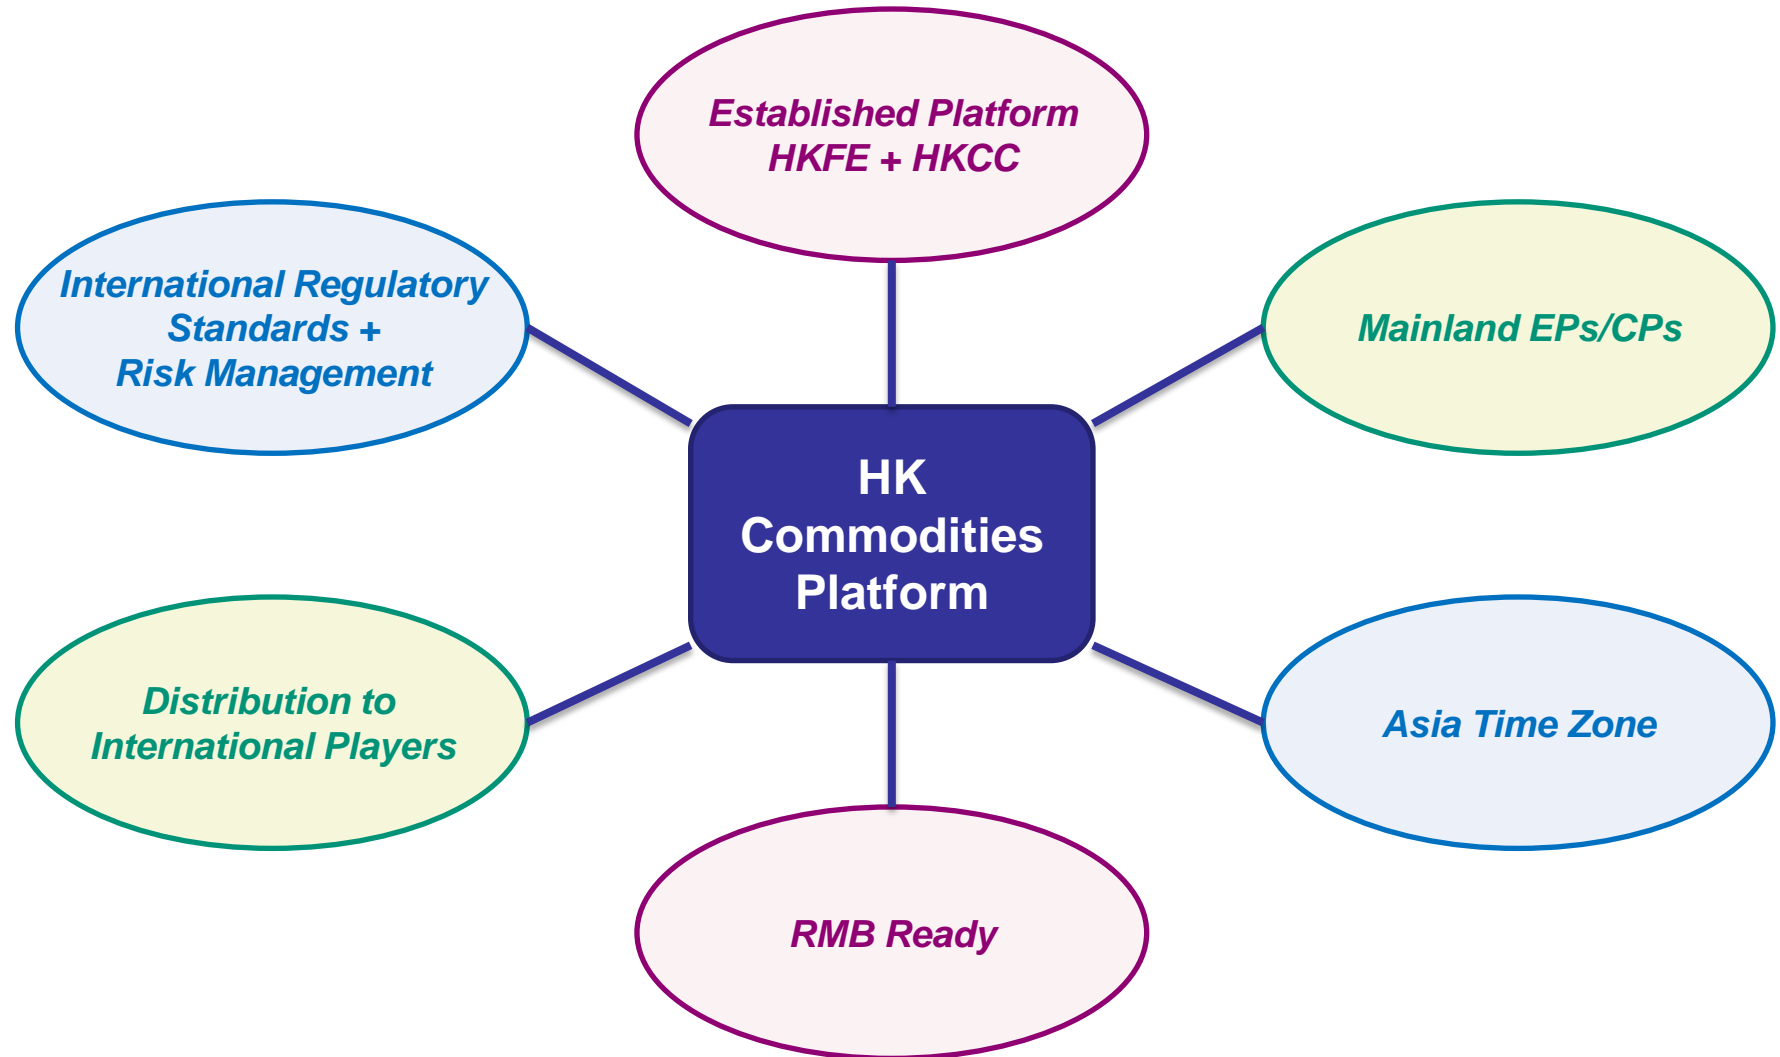 Established Platform
HKFE + HKCC
International Regulatory
Standards +
Risk Management
Mainland EPs/CPs
HK
Commodities
Platform
Distribution to
International Players
Asia Time Zone
RMB Ready